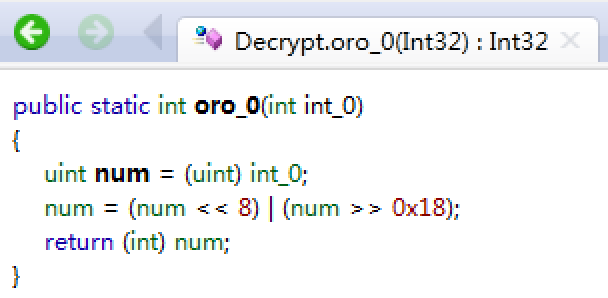 Decrypt.oro_0(Int32) : Int32
public static int oro_0(int int_0)
{
uint num = (uint) int_0;
num = (num << 8) | (num >> 0x18);
return (int) num;
}